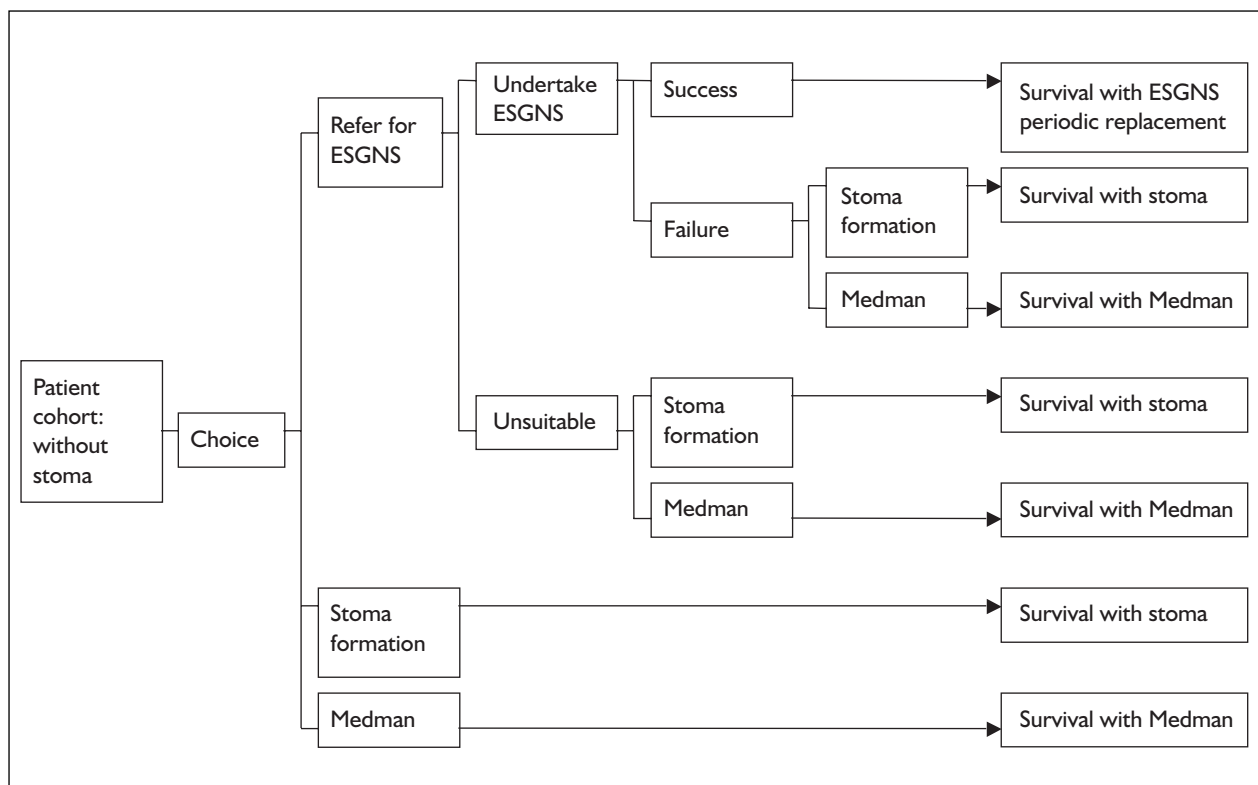 Undertake
ESGNS
Success
Survival with ESGNS
periodic replacement
Refer for
ESGNS
Stoma
formation
Survival with stoma
Failure
Medman
Survival with Medman
Patient
cohort:
without
stoma
Choice
Unsuitable
Stoma
formation
Survival with stoma
Medman
Survival with Medman
Stoma
formation
Survival with stoma
Medman
Survival with Medman